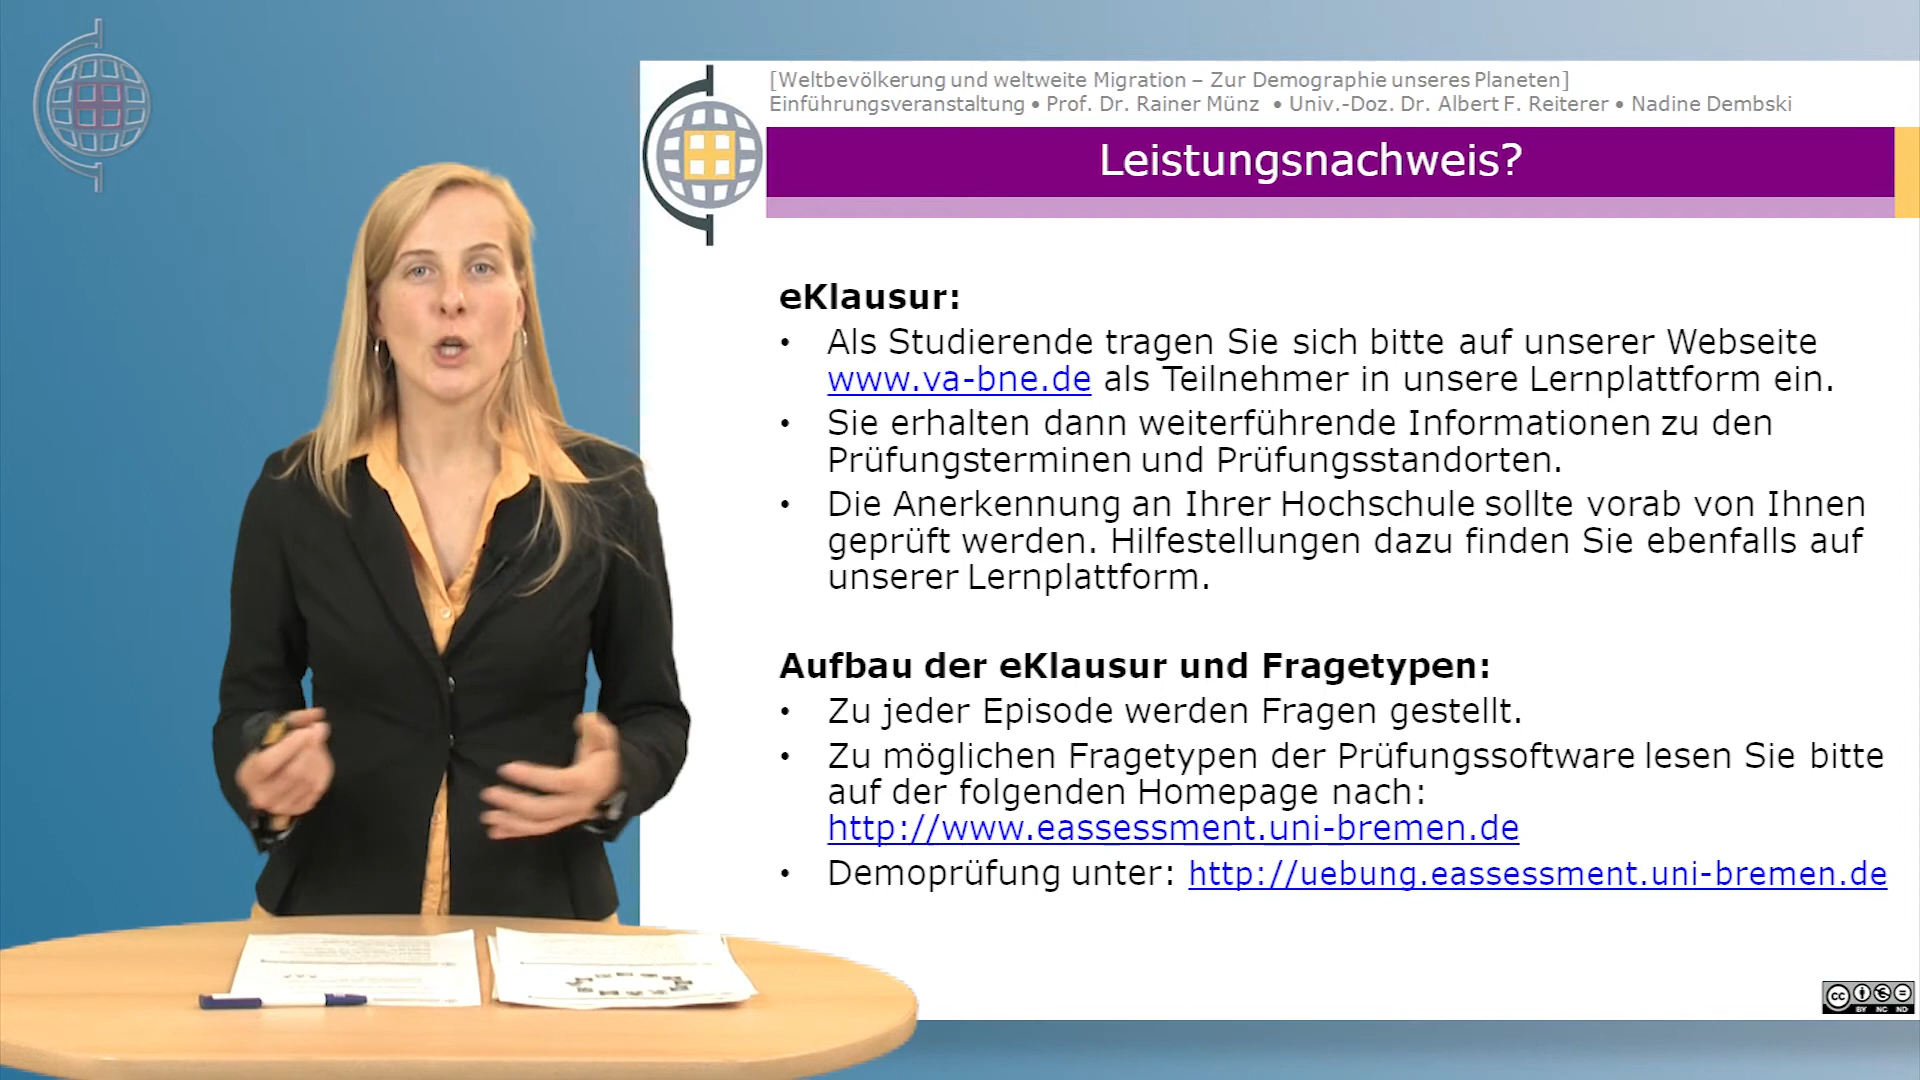 [Weltbevölkerung und weltweite Migration – Zur Demographie unseres Planeten]
Einführungsveranstaltung • Prof. Dr. Rainer Münz • Univ.-Doz. Dr. Albert F. Reiterer • Nadine Dembski
Leistungsnachweis?
eKlausur:
• Als Studierende tragen Sie sich bitte auf unserer Webseite
www.va-bne.de als Teilnehmer in unsere Lernplattform ein.
• Sie erhalten dann weiterführende Informationen zu den
Prüfungsterminen und Prüfungsstandorten.
• Die Anerkennung an Ihrer Hochschule sollte vorab von Ihnen
geprüft werden. Hilfestellungen dazu finden Sie ebenfalls auf
unserer Lernplattform.
Aufbau der eKlausur und Fragetypen:
• Zu jeder Episode werden Fragen gestellt.
• Zu möglichen Fragetypen der Prüfungssoftware lesen Sie bitte
auf der folgenden Homepage nach:
http://www.eassessment.uni-bremen.de
• Demoprüfung unter: http://uebung.eassessment.uni-bremen.de
cc
BY NC ND